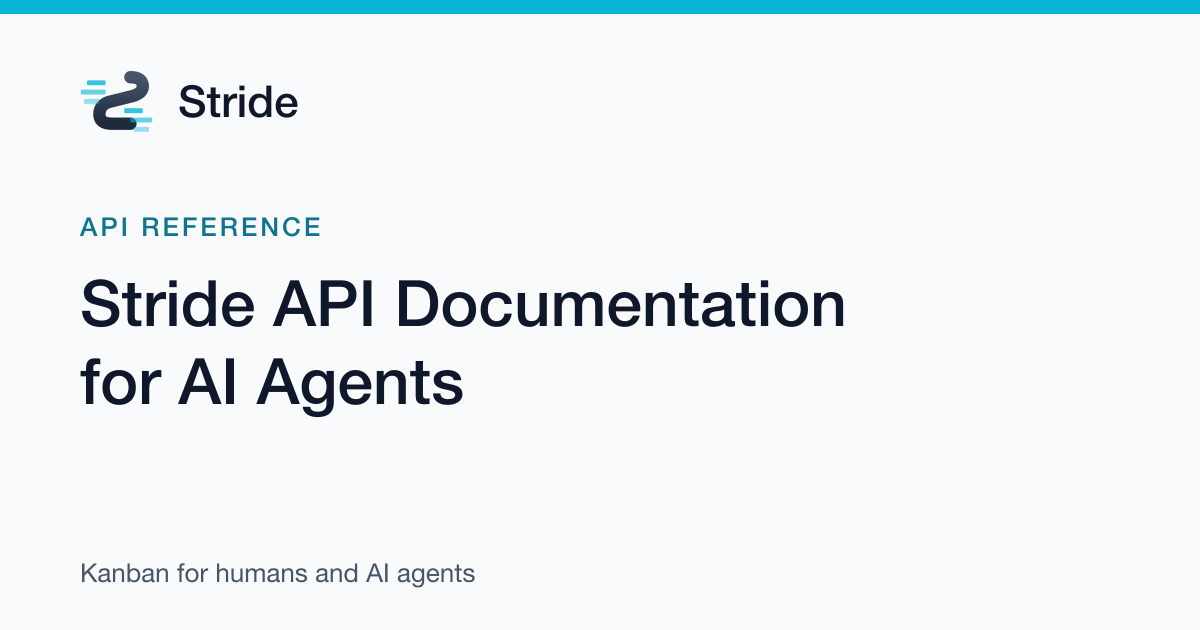 Stride
API REFERENCE
Stride API Documentation
for AI Agents
Kanban for humans and AI agents